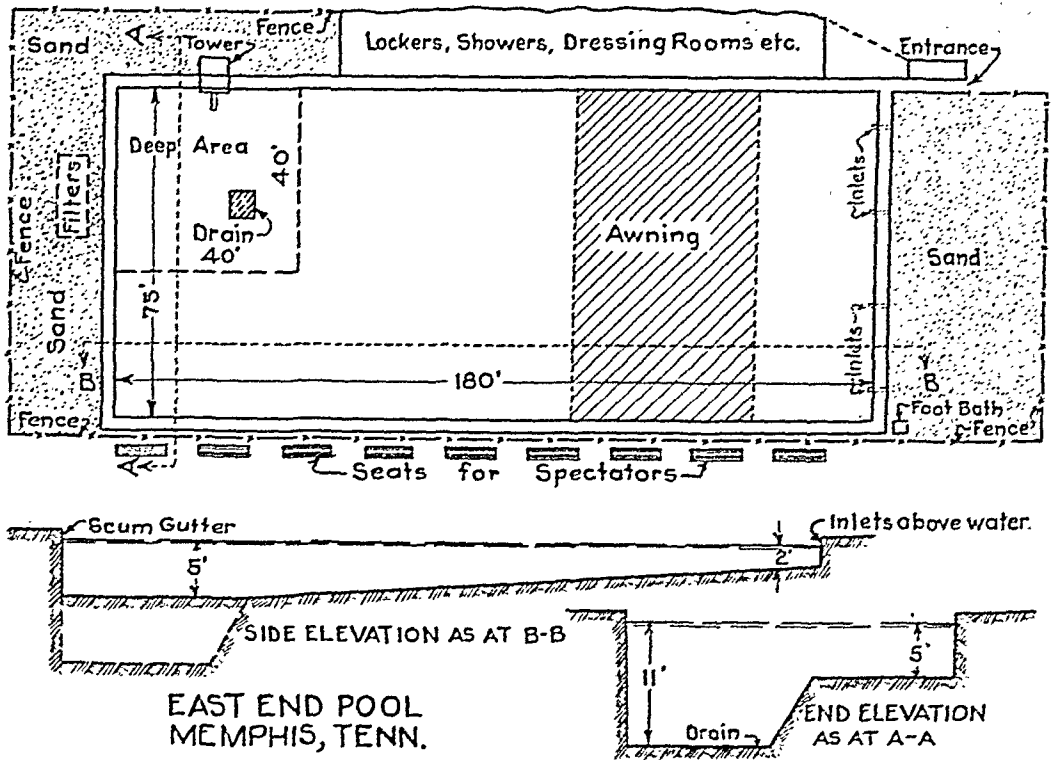 Sand
A
Tower
Fence
Lockers, Showers, Dressing Rooms etc.
Entrance
Deep Area
40'
Drain
40'
Fence
Filters
Sand
75'
Awning
Inlets
Inlets
Sand
B
180'
B
Fence
Foot Bath
Fence
A
Seats for Spectators
Scum Gutter
Inlets above water.
5'
2'
SIDE ELEVATION AS AT B-B
11'
5'
Drain
END ELEVATION
AS AT A-A
EAST END POOL
MEMPHIS, TENN.